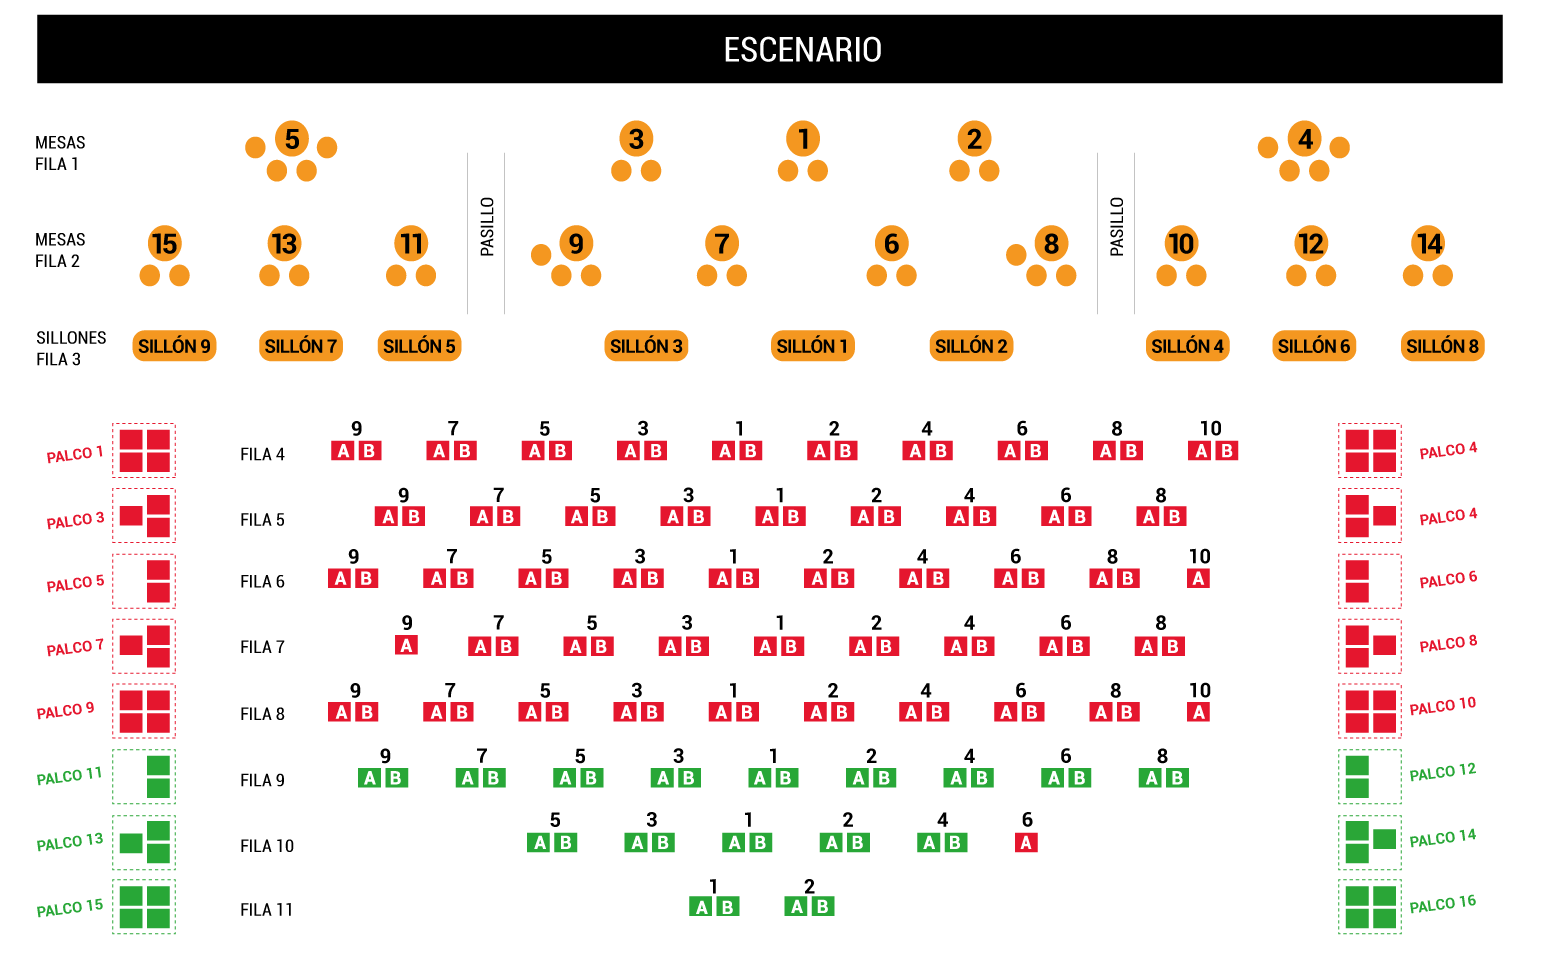 ESCENARIO
MESAS
FILA 1
5 3 1 2 4
PASILLO
PASILLO
MESAS
FILA 2
15 13 11 9 7 6 8 10 12 14
SILLONES
FILA 3
SILLÓN 9 SILLÓN 7 SILLÓN 5 SILLÓN 3 SILLÓN 1 SILLÓN 2 SILLÓN 4 SILLÓN 6 SILLÓN 8
9 7 5 3 1 2 4 6 8 10
PALCO 1 FILA 4 A B A B A B A B A B A B A B A B A B A B PALCO 4
9 7 5 3 1 2 4 6 8
PALCO 3 FILA 5 A B A B A B A B A B A B A B A B A B PALCO 4
9 7 5 3 1 2 4 6 8 10
PALCO 5 FILA 6 A B A B A B A B A B A B A B A B A B A PALCO 6
9 7 5 3 1 2 4 6 8
PALCO 7 FILA 7 A A B A B A B A B A B A B A B A B PALCO 8
9 7 5 3 1 2 4 6 8 10
PALCO 9 FILA 8 A B A B A B A B A B A B A B A B A B A PALCO 10
9 7 5 3 1 2 4 6 8
PALCO 11 FILA 9 A B A B A B A B A B A B A B A B A B PALCO 12
5 3 1 2 4 6
PALCO 13 FILA 10 A B A B A B A B A B A PALCO 14
1 2
PALCO 15 FILA 11 A B A B PALCO 16